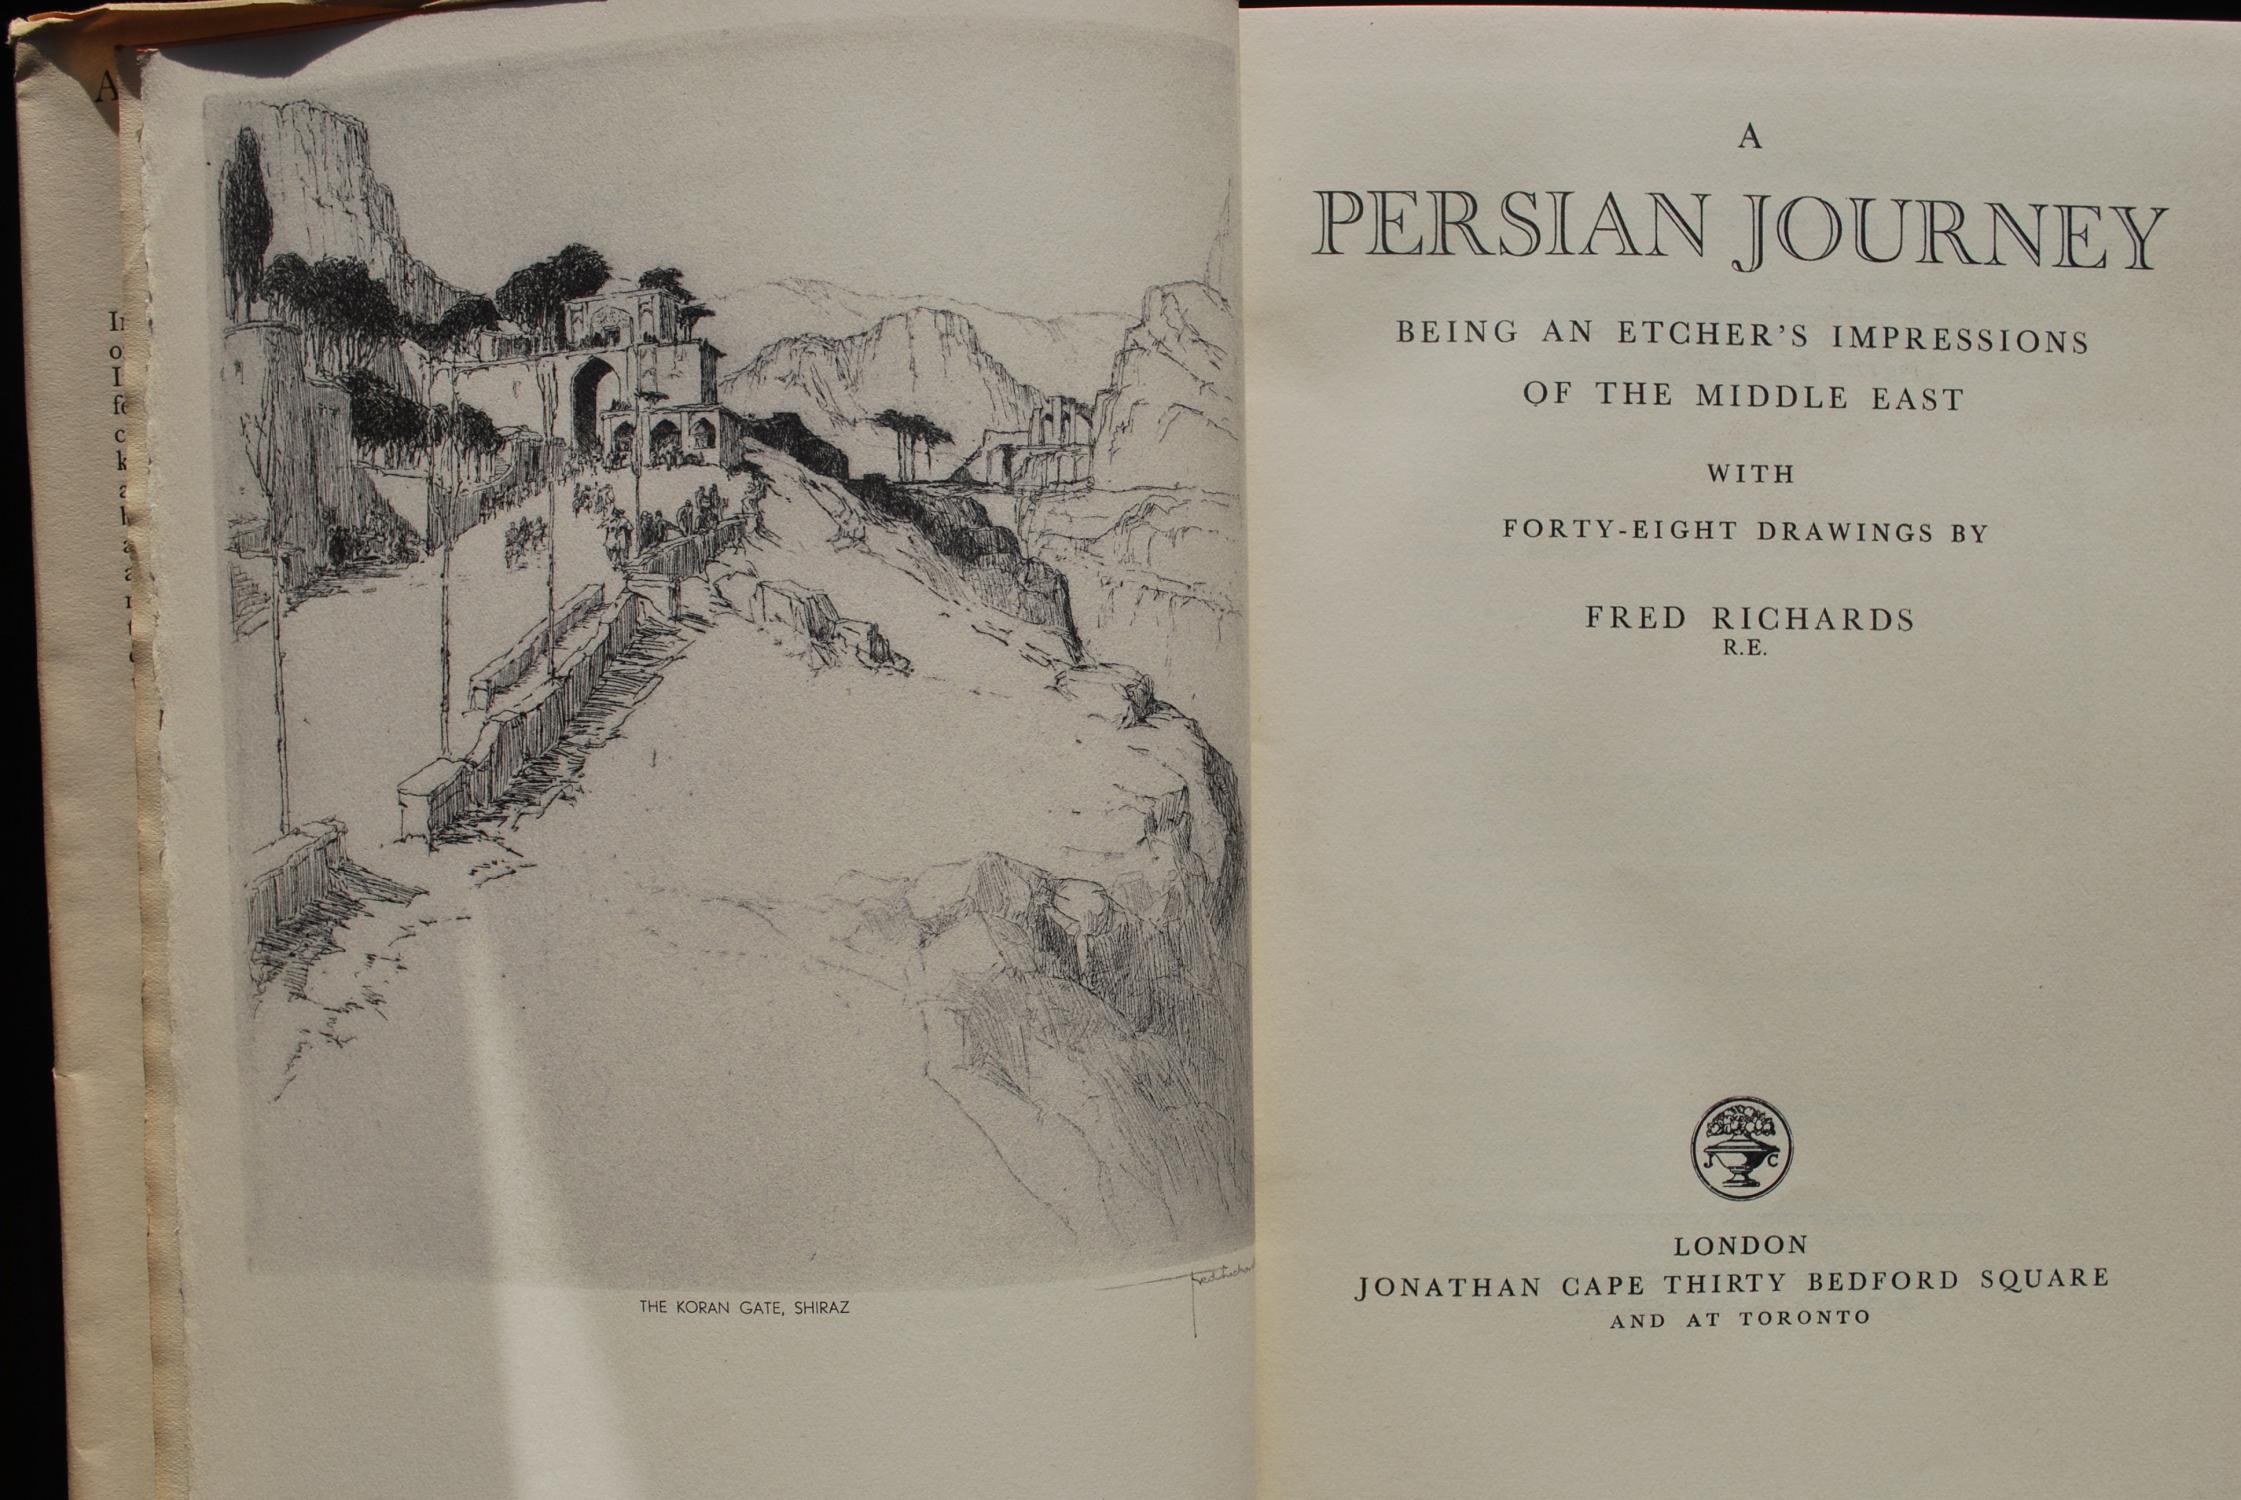 THE KORAN GATE, SHIRAZ
A
PERSIAN JOURNEY
BEING AN ETCHER'S IMPRESSIONS
OF THE MIDDLE EAST
WITH
FORTY-EIGHT DRAWINGS BY
FRED RICHARDS
R.E.
J C
LONDON
JONATHAN CAPE THIRTY BEDFORD SQUARE
AND AT TORONTO